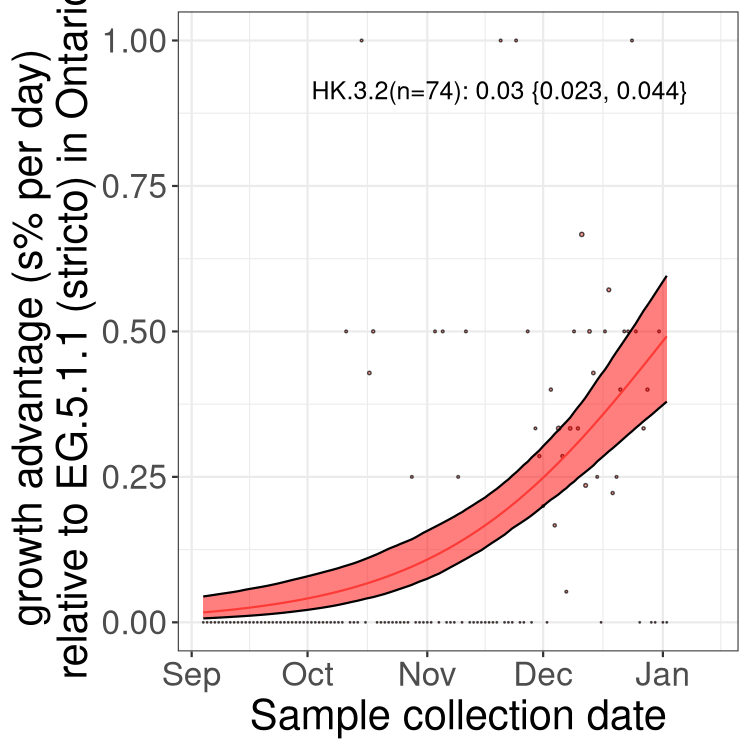 growth advantage (s% per day)
relative to EG.5.1.1 (stricto) in Ontario
1.00
0.75
0.50
0.25
0.00
HK.3.2(n=74): 0.03 {0.023, 0.044}
Sep Oct Nov Dec Jan
Sample collection date